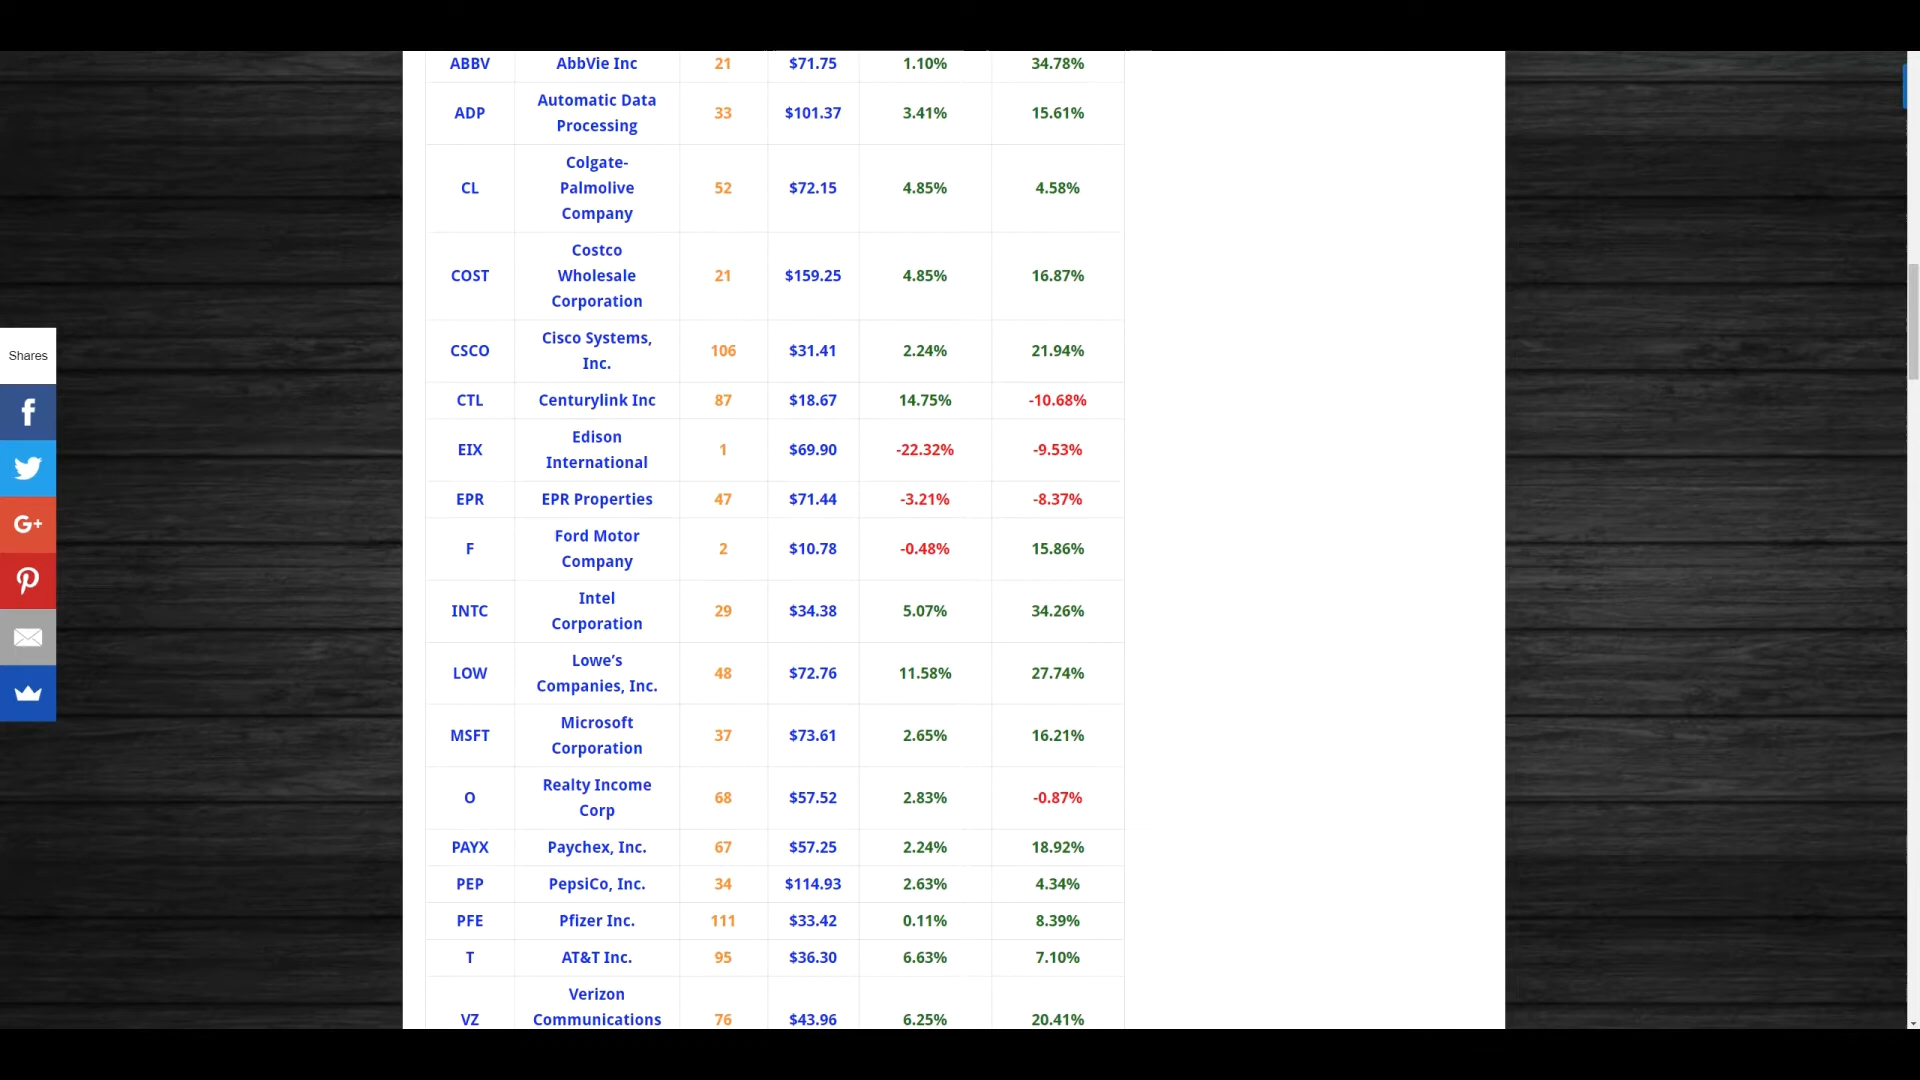 ABBV AbbVie Inc 21 $71.75 1.10% 34.78%
Automatic Data
ADP 33 $101.37 3.41% 15.61%
Processing
Colgate-
CL Palmolive 52 $72.15 4.85% 4.58%
Company
Costco
COST Wholesale 21 $159.25 4.85% 16.87%
Corporation
Cisco Systems,
CSCO 106 $31.41 2.24% 21.94%
Inc.
CTL Centurylink Inc 87 $18.67 14.75% -10.68%
Edison
EIX 1 $69.90 -22.32% -9.53%
International
EPR EPR Properties 47 $71.44 -3.21% -8.37%
Ford Motor
F 2 $10.78 -0.48% 15.86%
Company
Intel
INTC 29 $34.38 5.07% 34.26%
Corporation
Lowe’s
LOW 48 $72.76 11.58% 27.74%
Companies, Inc.
Microsoft
MSFT 37 $73.61 2.65% 16.21%
Corporation
Realty Income
O 68 $57.52 2.83% -0.87%
Corp
PAYX Paychex, Inc. 67 $57.25 2.24% 18.92%
PEP PepsiCo, Inc. 34 $114.93 2.63% 4.34%
PFE Pfizer Inc. 111 $33.42 0.11% 8.39%
T AT&T Inc. 95 $36.30 6.63% 7.10%
Verizon
VZ Communications 76 $43.96 6.25% 20.41%
Shares
f
G+